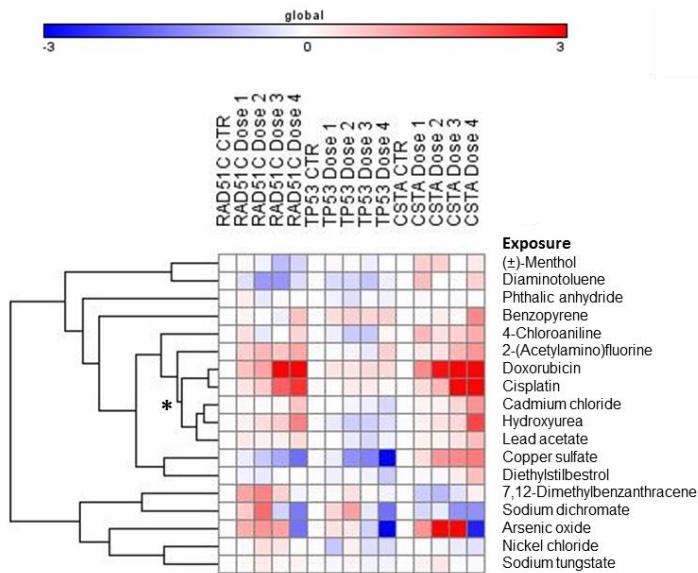 global
-3 0 3
RAD51C CTR
RAD51C Dose 1
RAD51C Dose 2
RAD51C Dose 3
RAD51C Dose 4
TP53 CTR
TP53 Dose 1
TP53 Dose 2
TP53 Dose 3
TP53 Dose 4
CSTA CTR
CSTA Dose 1
CSTA Dose 2
CSTA Dose 3
CSTA Dose 4
Exposure
(±)-Menthol
Diaminotoluene
Phthalic anhydride
Benzopyrene
4-Chloroaniline
2-(Acetylamino)fluorine
Doxorubicin
Cisplatin
*
Cadmium chloride
Hydroxyurea
Lead acetate
Copper sulfate
Diethylstilbestrol
7,12-Dimethylbenzanthracene
Sodium dichromate
Arsenic oxide
Nickel chloride
Sodium tungstate